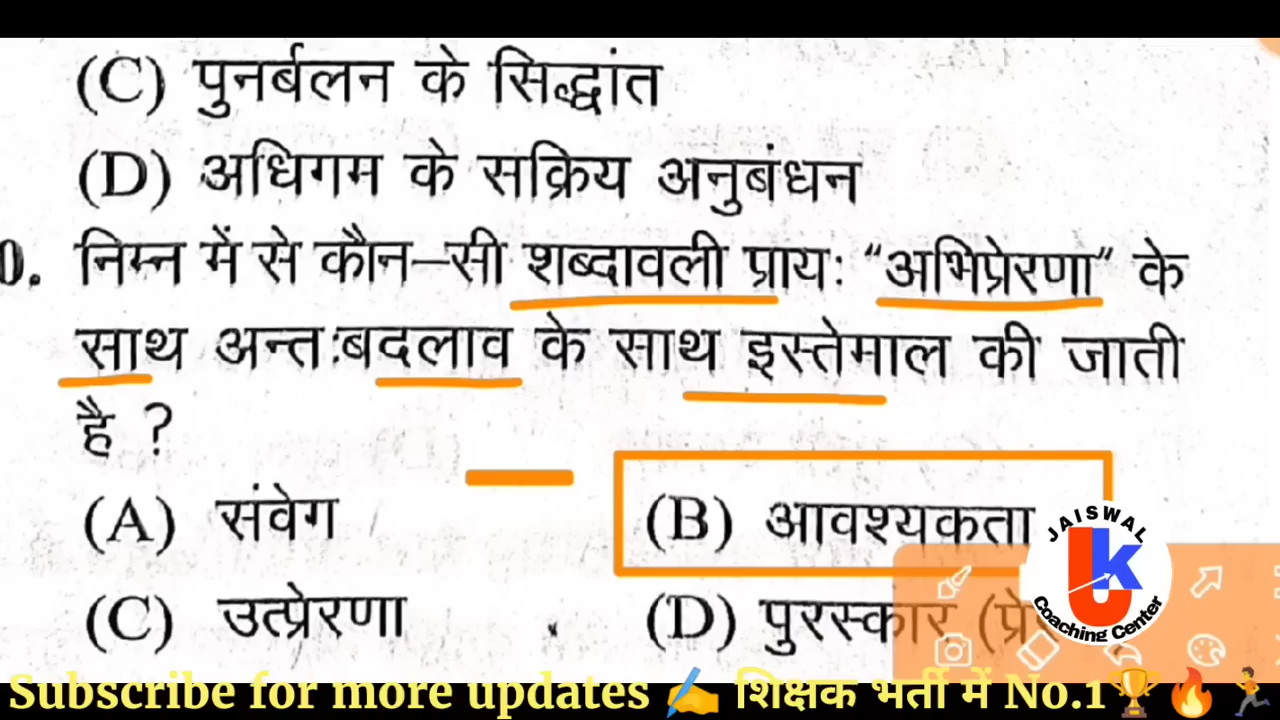 (C) पुनर्बलन के सिद्धांत
(D) अधिगम के सक्रिय अनुबंधन
0. निम्न में से कौन–सी शब्दावली प्रायः “अभिप्रेरणा” के
साथ अन्तःबदलाव के साथ इस्तेमाल की जाती
है ?
(A) संवेग (B) आवश्यकता
(C) उत्प्रेरणा (D) पुरस्कार
JAISWAL
UK
Coaching Center
Subscribe for more updates ✍️ शिक्षक भर्ती में No.1🏆🔥🏃